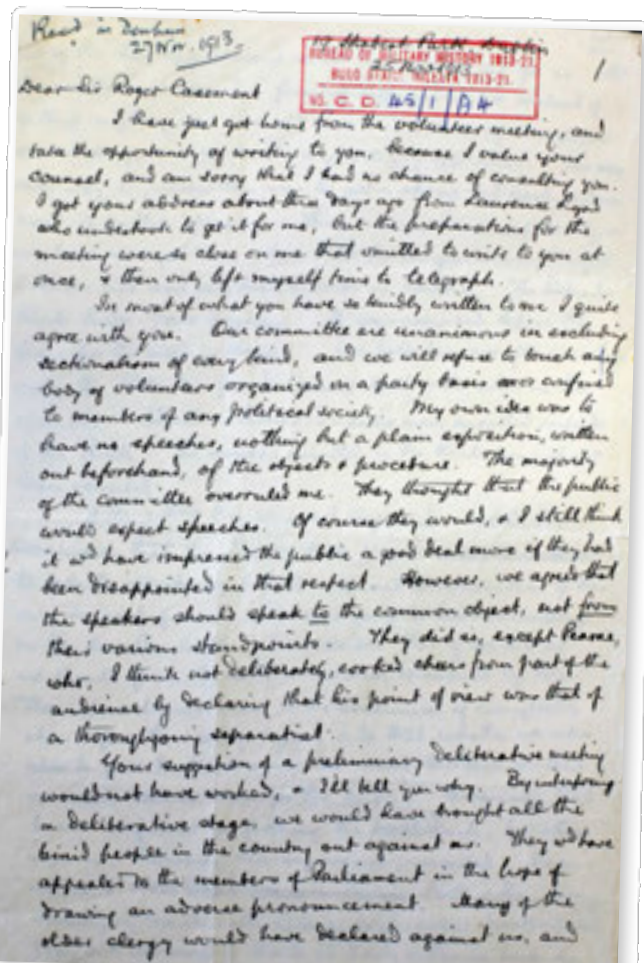 Recd in Denham
27 Nov. 1913.
19 Herbert Park Dublin
BUREAU OF MILITARY HISTORY 1913-21
BURO STAIRE MILEATA 1913-21
NO. C. D. 45/1/A4
1
Dear Sir Roger Casement
I have just got home from the volunteer meeting, and
take the opportunity of writing to you, because I value your
counsel, and am sorry that I had no chance of consulting you.
I got your address about three days ago from Laurence
who undertook to get it for me, but the preparations for the
meeting were so close on me that I omitted to write to you at
once, & then only left myself time to telegraph.
In most of what you have so kindly written to me I quite
agree with you. Our committee are unanimous in excluding
sectionalism of every kind, and we will refuse to touch any
body of volunteers organized on a party basis or confined
to members of any political society. My own idea was to
have no speeches, nothing but a plain exposition, written
out beforehand, of the objects & procedure. The majority
of the committee overruled me. They thought that the public
would expect speeches. Of course they would, & I still think
it wd have impressed the public a good deal more if they had
been disappointed in that respect. However, we agreed that
the speakers should speak to the common object, not from
their various standpoints. They did so, except Pearse,
who, I think not deliberately, evoked cheers from part of the
audience by declaring that his point of view was that of
a thoroughgoing separatist.
Your suggestion of a preliminary deliberative meeting
would not have worked, & I'll tell you why. By interposing
a deliberative stage, we would have brought all the
timid people in the country out against us. They wd have
appealed to the members of Parliament in the hope of
drawing an adverse pronouncement. Many of the
older clergy would have declared against us, and